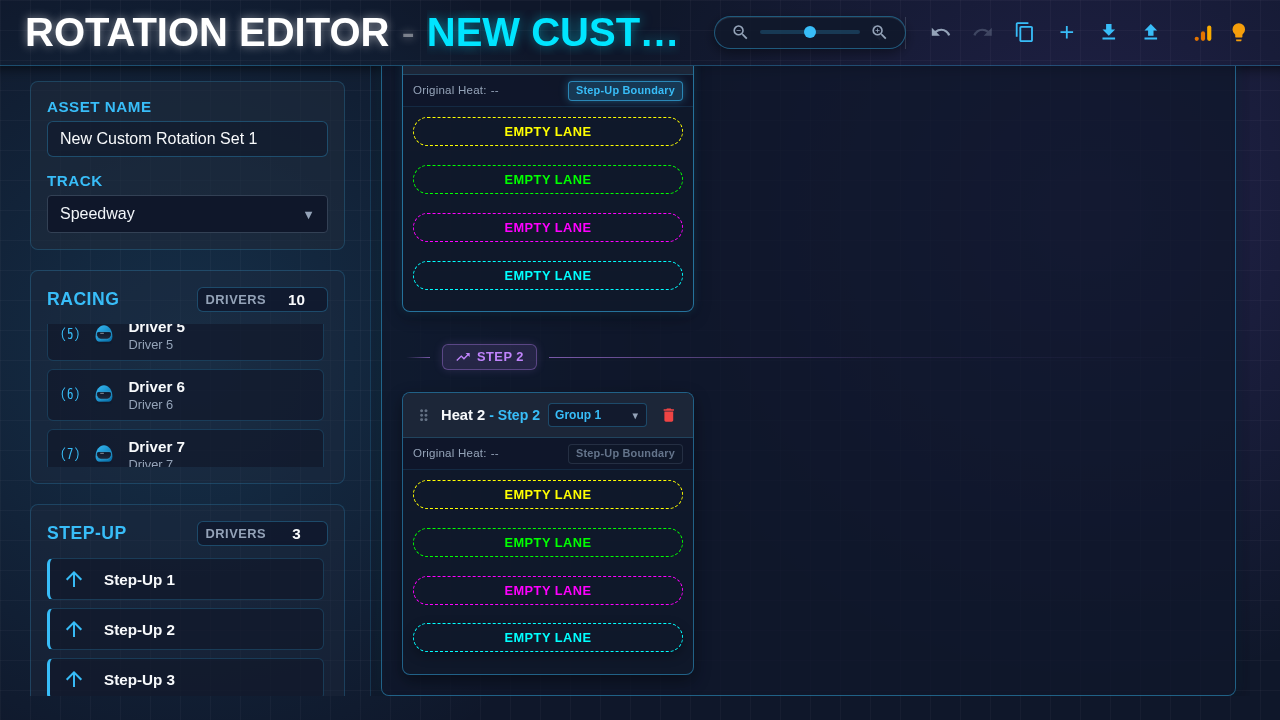 ROTATION EDITOR - NEW CUST...
ASSET NAME
New Custom Rotation Set 1
TRACK
Speedway
RACING
DRIVERS 10
(5) Driver 5
Driver 5
(6) Driver 6
Driver 6
(7) Driver 7
Driver 7
STEP-UP
DRIVERS 3
Step-Up 1
Step-Up 2
Step-Up 3
Original Heat: --
Step-Up Boundary
EMPTY LANE
EMPTY LANE
EMPTY LANE
EMPTY LANE
STEP 2
Heat 2 - Step 2
Group 1
Original Heat: --
Step-Up Boundary
EMPTY LANE
EMPTY LANE
EMPTY LANE
EMPTY LANE